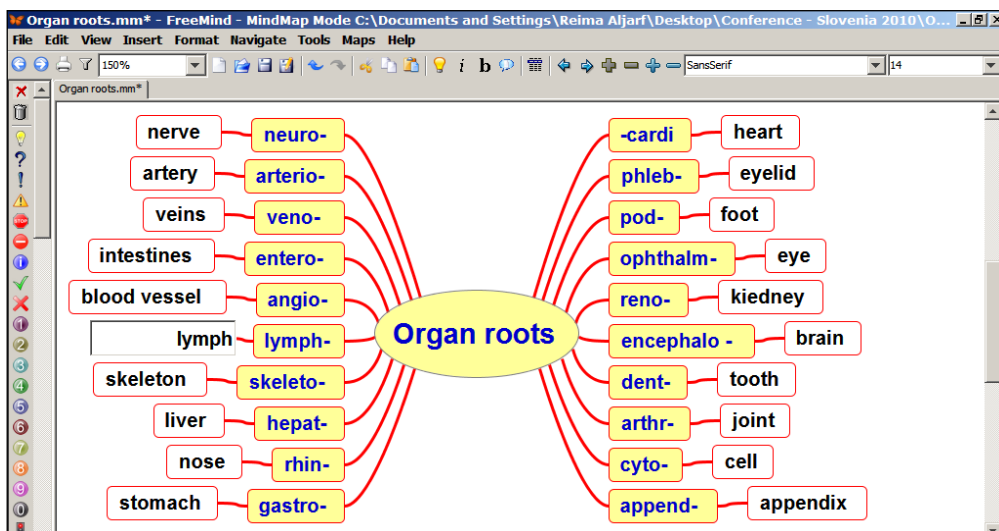 Organ roots.mm* - FreeMind - MindMap Mode C:\Documents and Settings\Reima Aljarf\Desktop\Conference - Slovenia 2010\O...
File Edit View Insert Format Navigate Tools Maps Help
150% i b SansSerif 14
Organ roots.mm*
nerve neuro- -cardi heart
artery arterio- phleb- eyelid
veins veno- pod- foot
intestines entero- ophthalm- eye
blood vessel angio- reno- kiedney
Organ roots
lymph lymph- encephalo - brain
skeleton skeleto- dent- tooth
liver hepat- arthr- joint
nose rhin- cyto- cell
stomach gastro- append- appendix